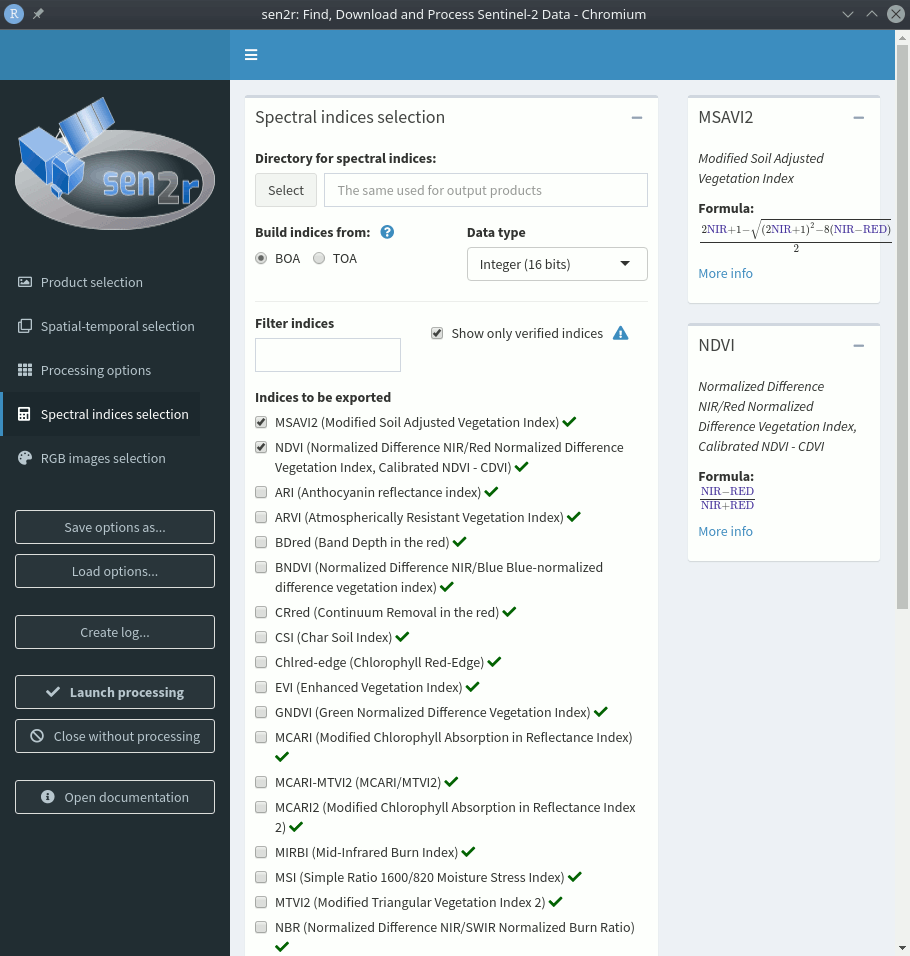 sen2r: Find, Download and Process Sentinel-2 Data - Chromium
sen2r
Product selection
Spatial-temporal selection
Processing options
Spectral indices selection
RGB images selection
Save options as...
Load options...
Create log...
Launch processing
Close without processing
Open documentation
Spectral indices selection
Directory for spectral indices:
Select
The same used for output products
Build indices from:
BOA
TOA
Data type
Integer (16 bits)
Filter indices
Show only verified indices
Indices to be exported
MSAVI2 (Modified Soil Adjusted Vegetation Index)
NDVI (Normalized Difference NIR/Red Normalized Difference
Vegetation Index, Calibrated NDVI - CDVI)
ARI (Anthocyanin reflectance index)
ARVI (Atmospherically Resistant Vegetation Index)
BDred (Band Depth in the red)
BNDVI (Normalized Difference NIR/Blue Blue-normalized
difference vegetation index)
CRred (Continuum Removal in the red)
CSI (Char Soil Index)
Chlred-edge (Chlorophyll Red-Edge)
EVI (Enhanced Vegetation Index)
GNDVI (Green Normalized Difference Vegetation Index)
MCARI (Modified Chlorophyll Absorption in Reflectance Index)
MCARI-MTVI2 (MCARI/MTVI2)
MCARI2 (Modified Chlorophyll Absorption in Reflectance Index
2)
MIRBI (Mid-Infrared Burn Index)
MSI (Simple Ratio 1600/820 Moisture Stress Index)
MTVI2 (Modified Triangular Vegetation Index 2)
NBR (Normalized Difference NIR/SWIR Normalized Burn Ratio)
MSAVI2
Modified Soil Adjusted
Vegetation Index
Formula:
2NIR+1−√(2NIR+1)²−8(NIR−RED)
2
More info
NDVI
Normalized Difference
NIR/Red Normalized
Difference Vegetation Index,
Calibrated NDVI - CDVI
Formula:
NIR−RED
NIR+RED
More info